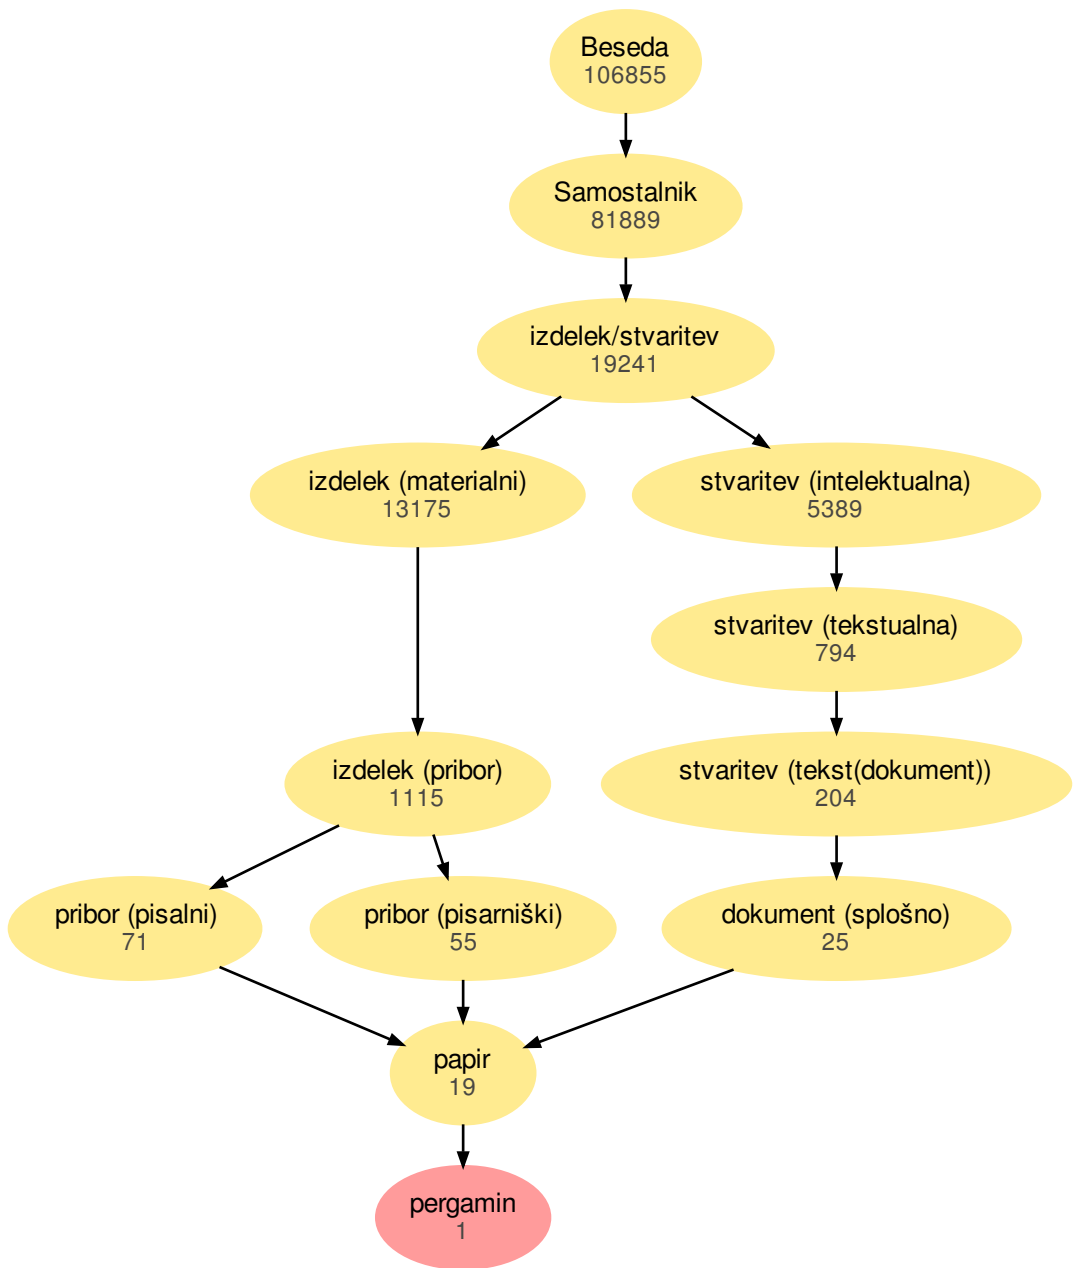 Beseda
106855
Samostalnik
81889
izdelek/stvaritev
19241
izdelek (materialni)
13175
stvaritev (intelektualna)
5389
stvaritev (tekstualna)
794
izdelek (pribor)
1115
stvaritev (tekst(dokument))
204
pribor (pisalni)
71
pribor (pisarniški)
55
dokument (splošno)
25
papir
19
pergamin
1